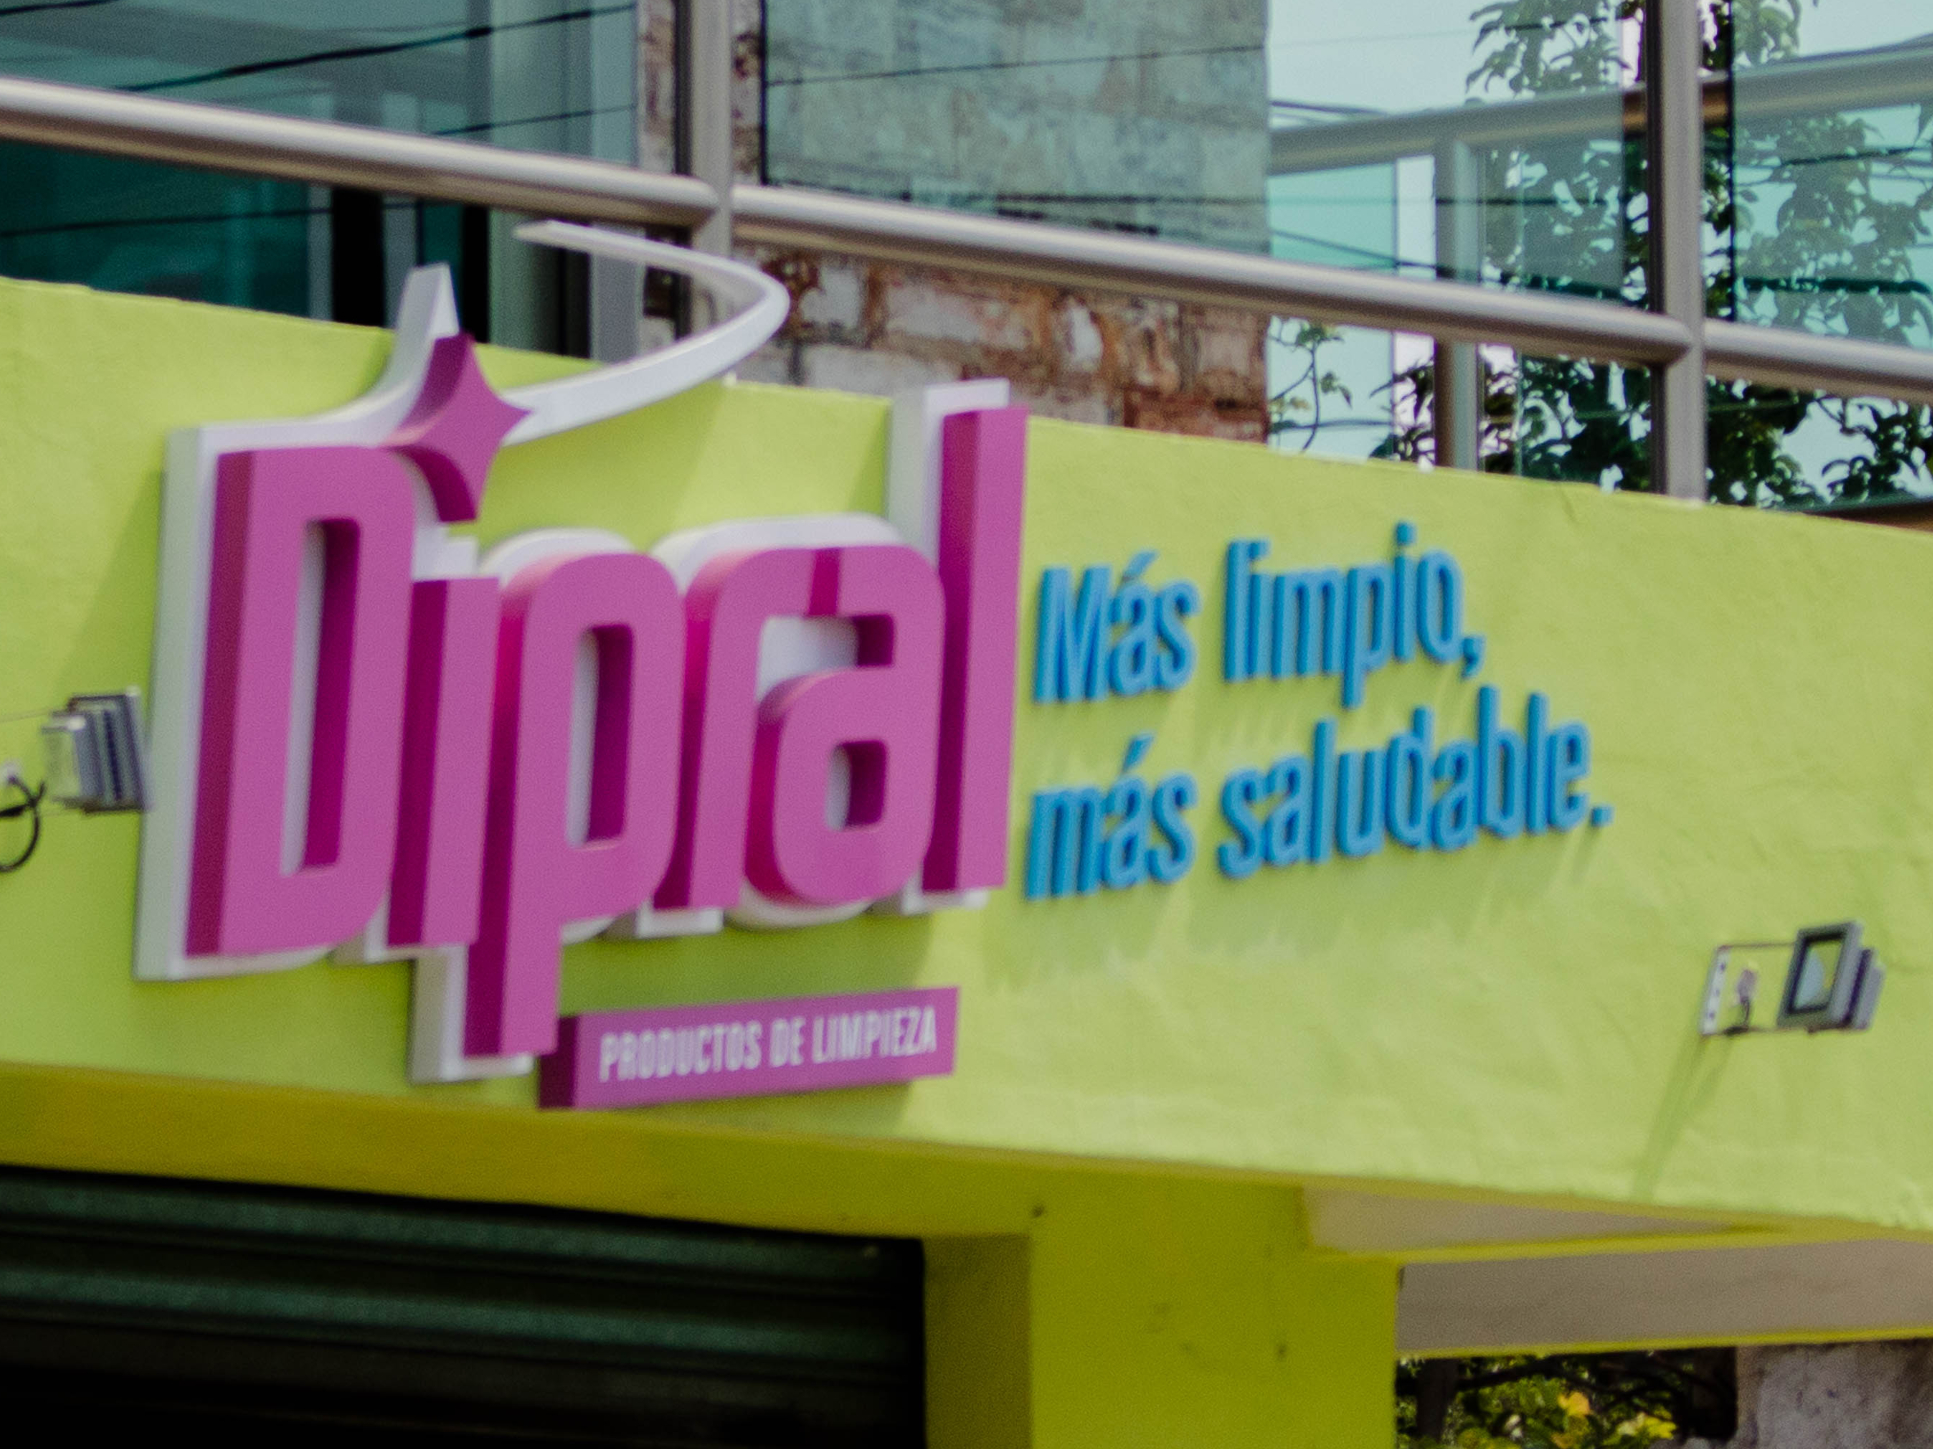 Dipral
Más limpio,
más saludable.
PRODUCTOS DE LIMPIEZA